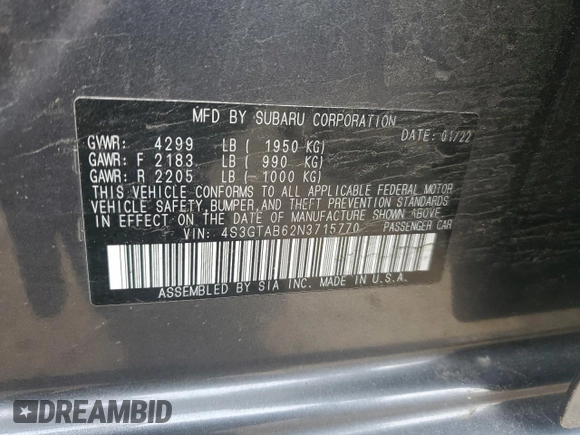 MFD BY SUBARU CORPORATION
DATE: 01/22
GVWR: 4299 LB ( 1950 KG)
GAWR: F 2183 LB ( 990 KG)
GAWR: R 2205 LB ( 1000 KG)
THIS VEHICLE CONFORMS TO ALL APPLICABLE FEDERAL MOTOR
VEHICLE SAFETY, BUMPER, AND THEFT PREVENTION STANDARDS
IN EFFECT ON THE DATE OF MANUFACTURE SHOWN ABOVE
VIN: 4S3GTAB62N3715770 PASSENGER CAR
ASSEMBLED BY SIA INC. MADE IN U.S.A.
DREAMBID